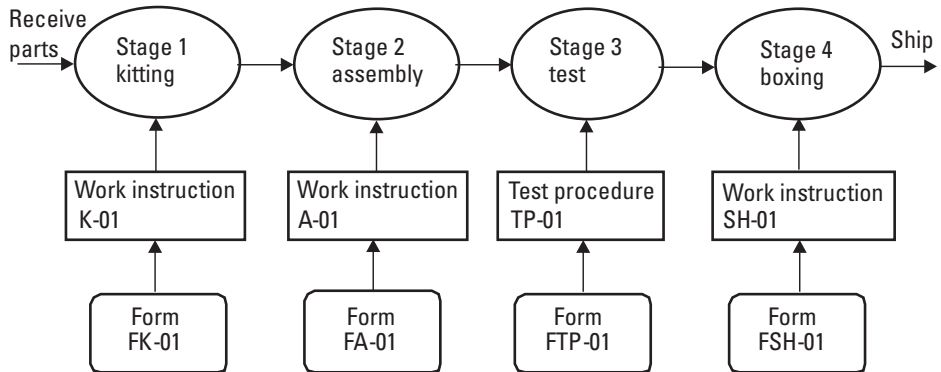 Receive
parts
Stage 1
kitting
Stage 2
assembly
Stage 3
test
Stage 4
boxing
Ship
Work instruction
K-01
Work instruction
A-01
Test procedure
TP-01
Work instruction
SH-01
Form
FK-01
Form
FA-01
Form
FTP-01
Form
FSH-01